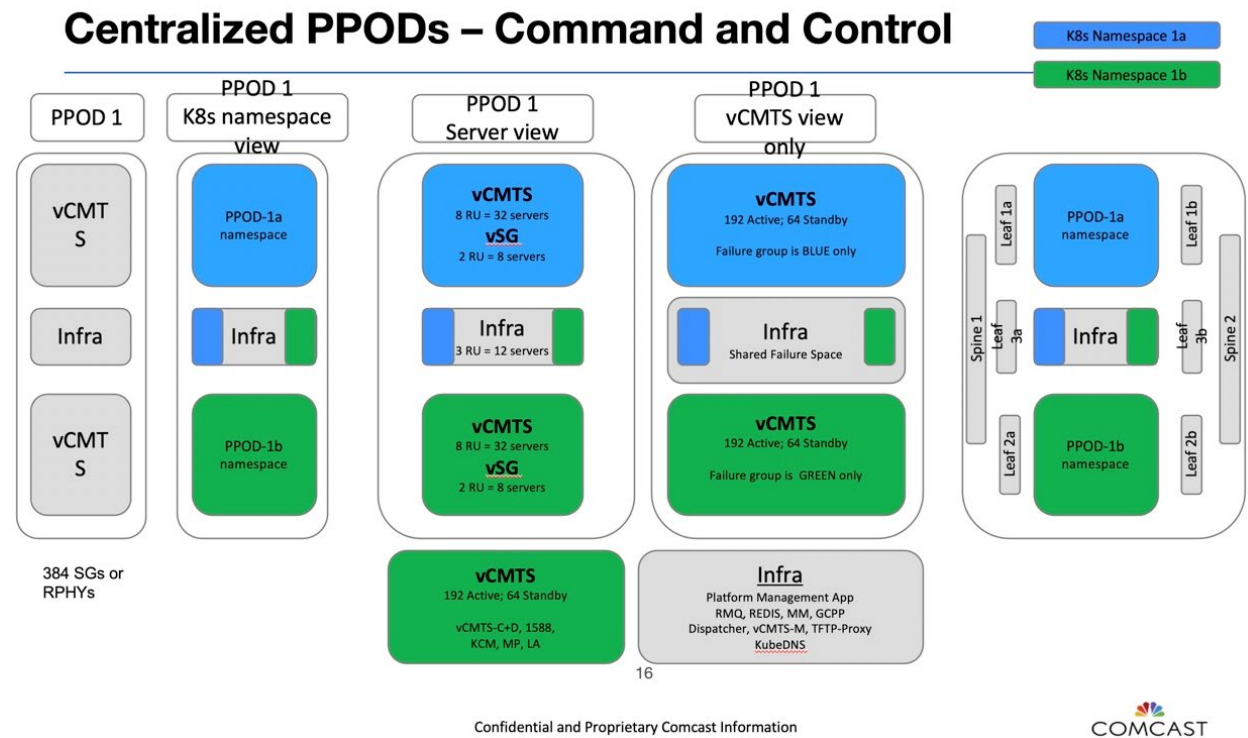 Centralized PPODs – Command and Control
K8s Namespace 1a
K8s Namespace 1b
PPOD 1
PPOD 1
K8s namespace
view
PPOD 1
Server view
PPOD 1
vCMTS view
only
vCMT
S
Infra
vCMT
S
384 SGs or
RPHYs
PPOD-1a
namespace
Infra
PPOD-1b
namespace
vCMTS
8 RU = 32 servers
vSG
2 RU = 8 servers
Infra
3 RU = 12 servers
vCMTS
8 RU = 32 servers
vSG
2 RU = 8 servers
vCMTS
192 Active; 64 Standby
Failure group is BLUE only
Infra
Shared Failure Space
vCMTS
192 Active; 64 Standby
Failure group is GREEN only
Spine 1
Leaf 1a
Leaf
3a
Leaf 2a
PPOD-1a
namespace
Infra
PPOD-1b
namespace
Leaf 1b
Leaf
3b
Leaf 2b
Spine 2
vCMTS
192 Active; 64 Standby
vCMTS-C+D, 1588,
KCM, MP, LA
Infra
Platform Management App
RMQ, REDIS, MM, GCPP
Dispatcher, vCMTS-M, TFTP-Proxy
KubeDNS
16
Confidential and Proprietary Comcast Information
COMCAST